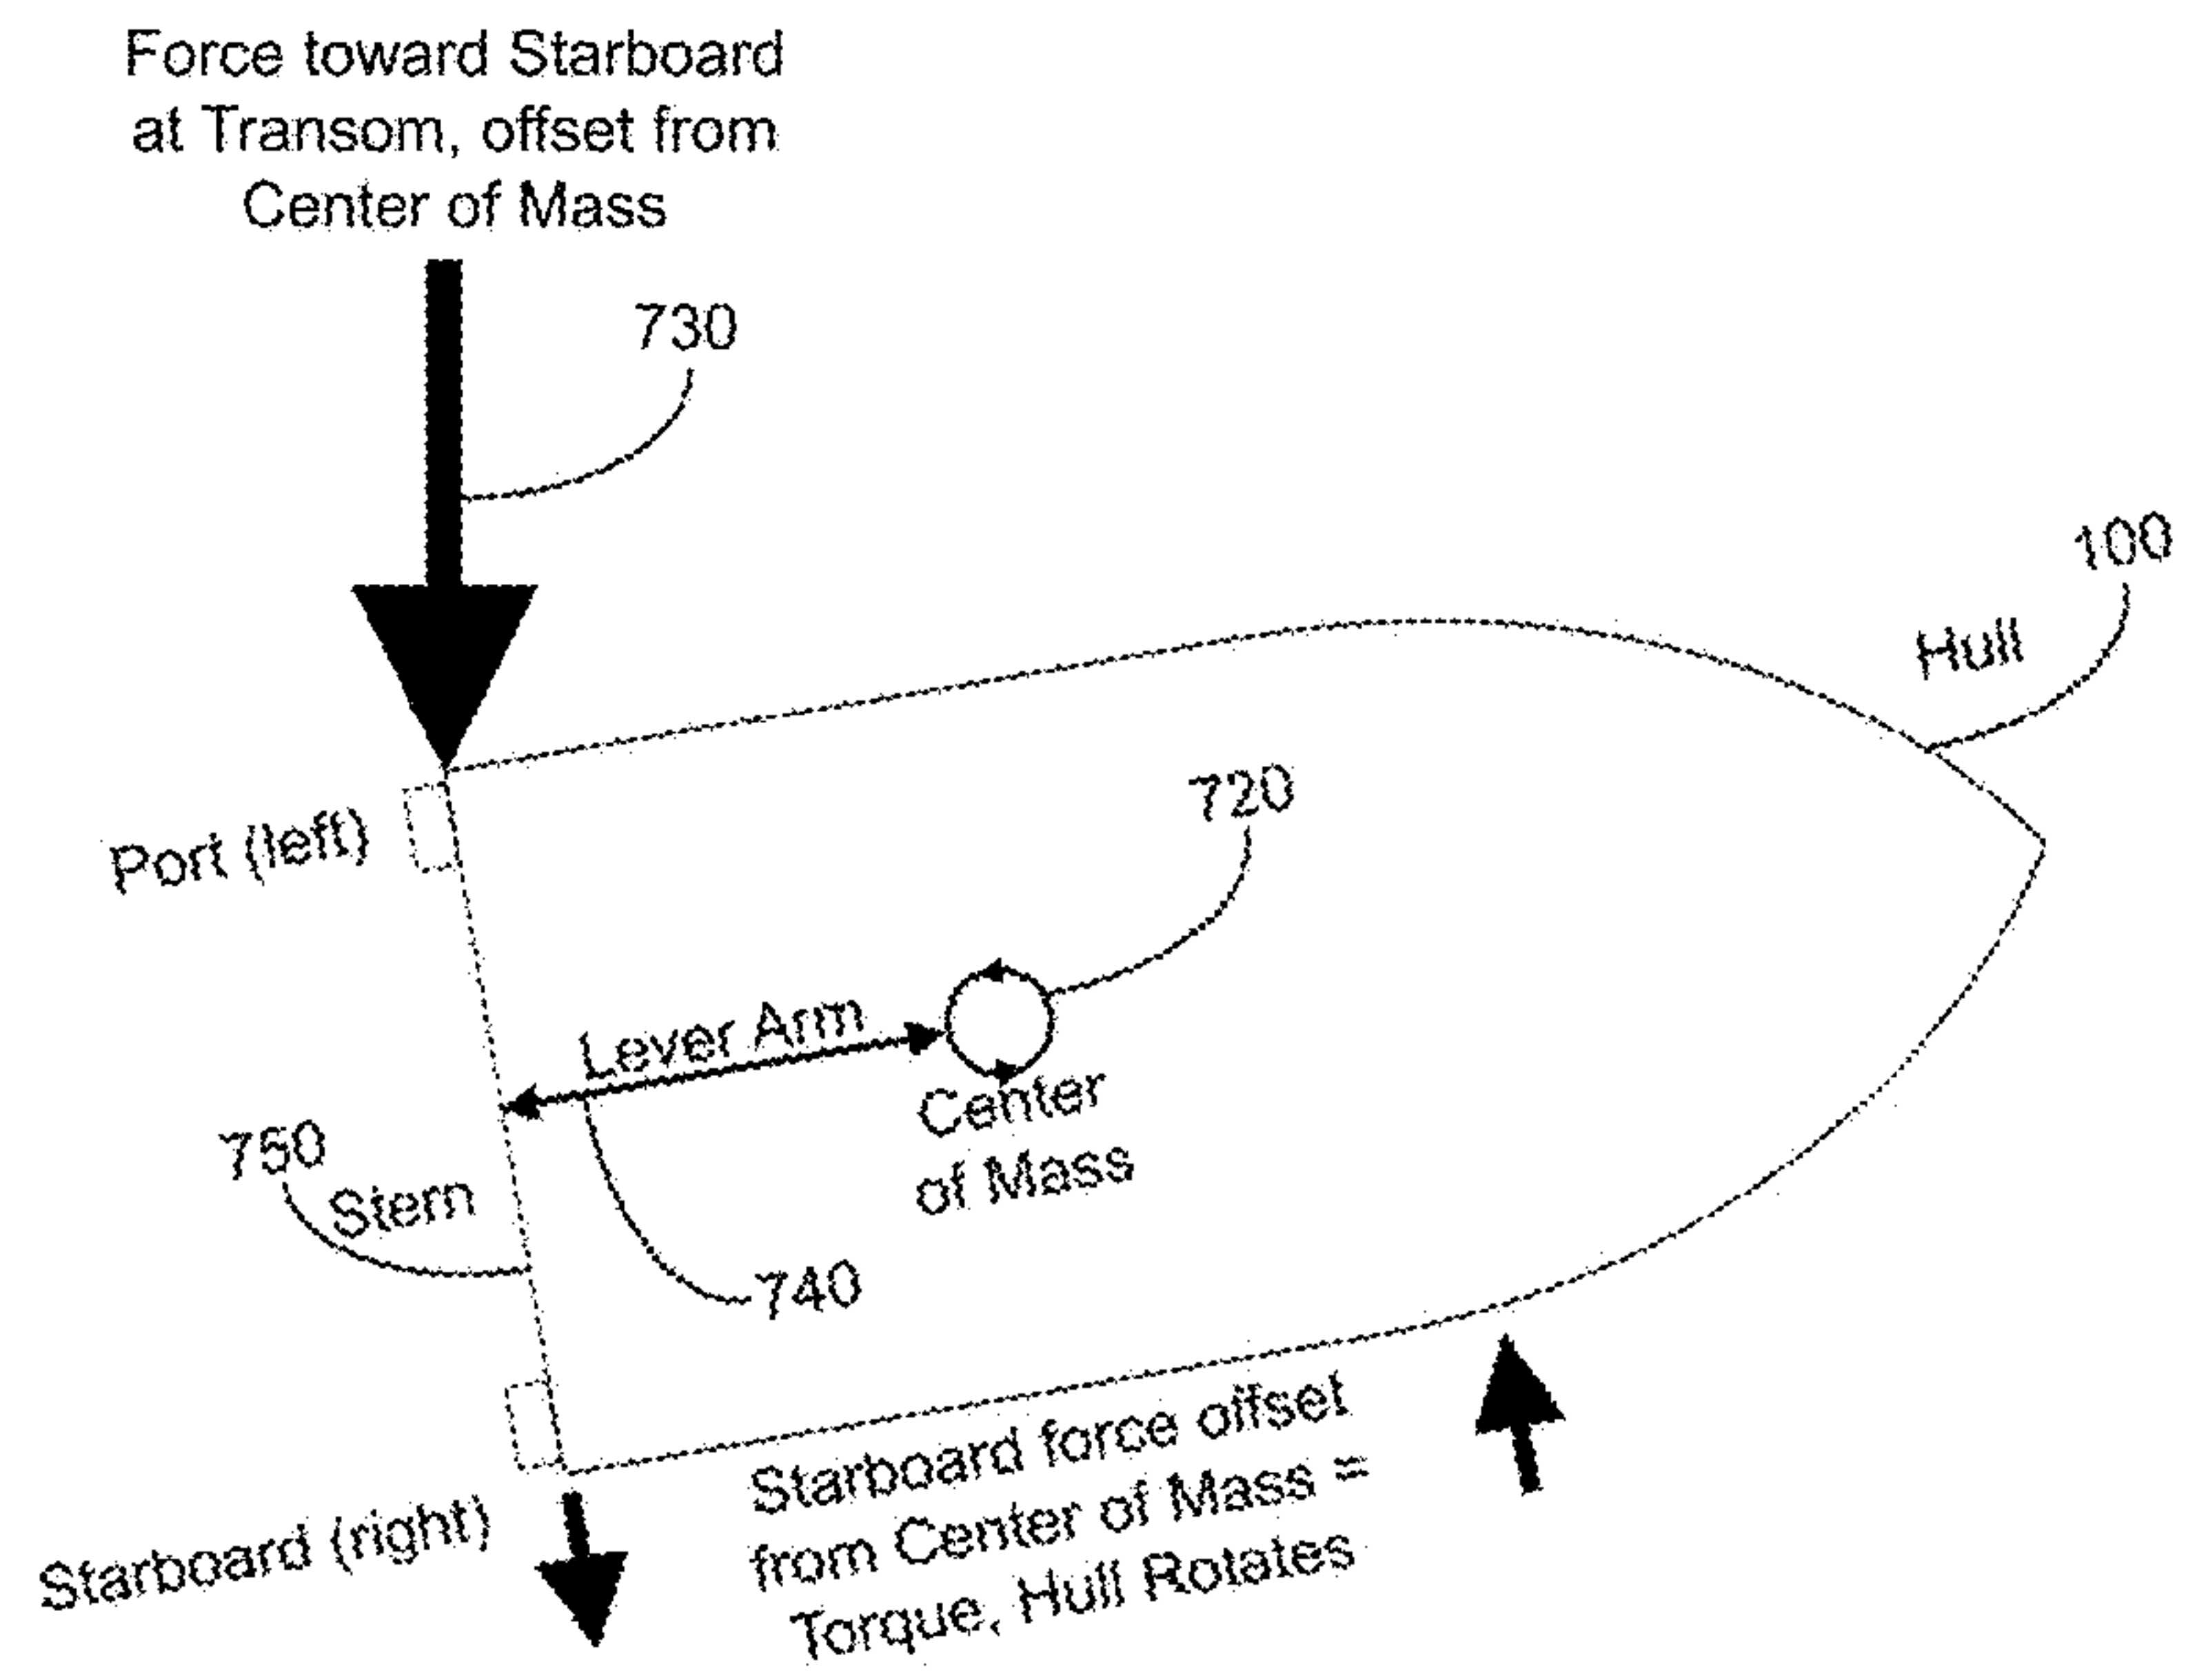 Force toward Starboard
at Transom, offset from
Center of Mass
730
100
Hull
720
Port (left)
Lever Arm
Center
of Mass
750
Stern
740
Starboard force offset
from Center of Mass =
Torque, Hull Rotates
Starboard (right)